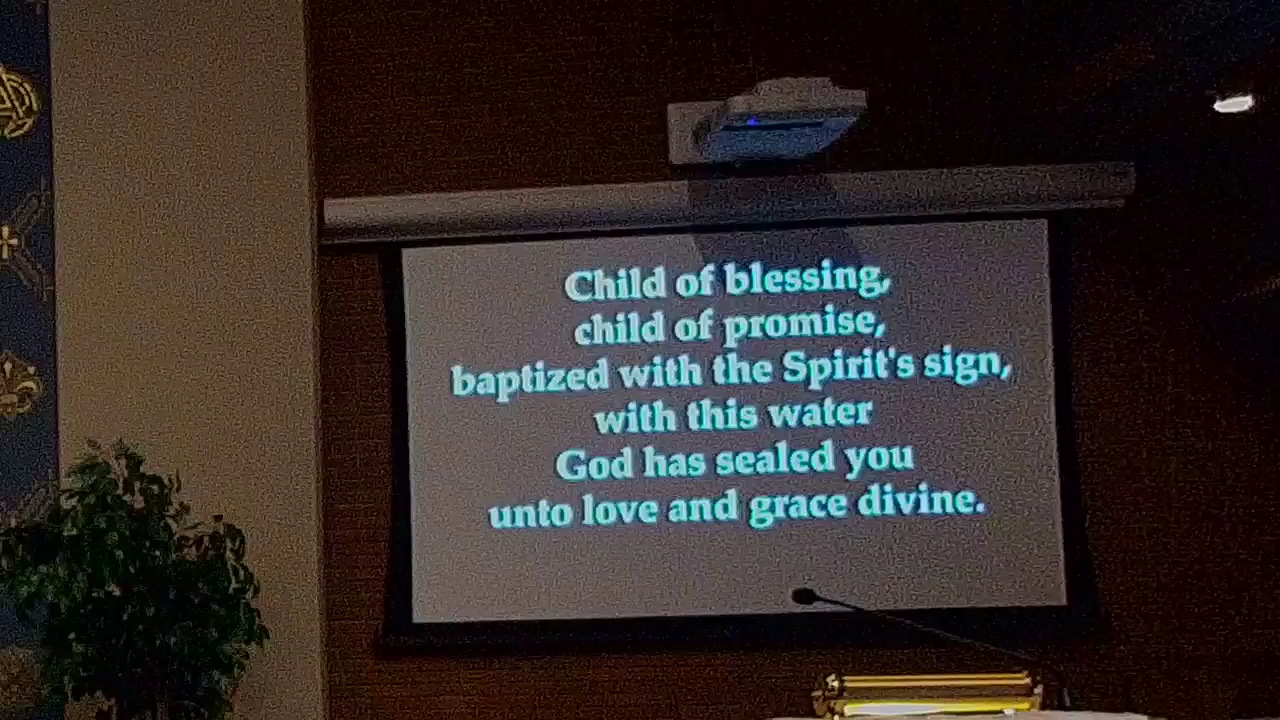 Child of blessing,
child of promise,
baptized with the Spirit's sign,
with this water
God has sealed you
unto love and grace divine.